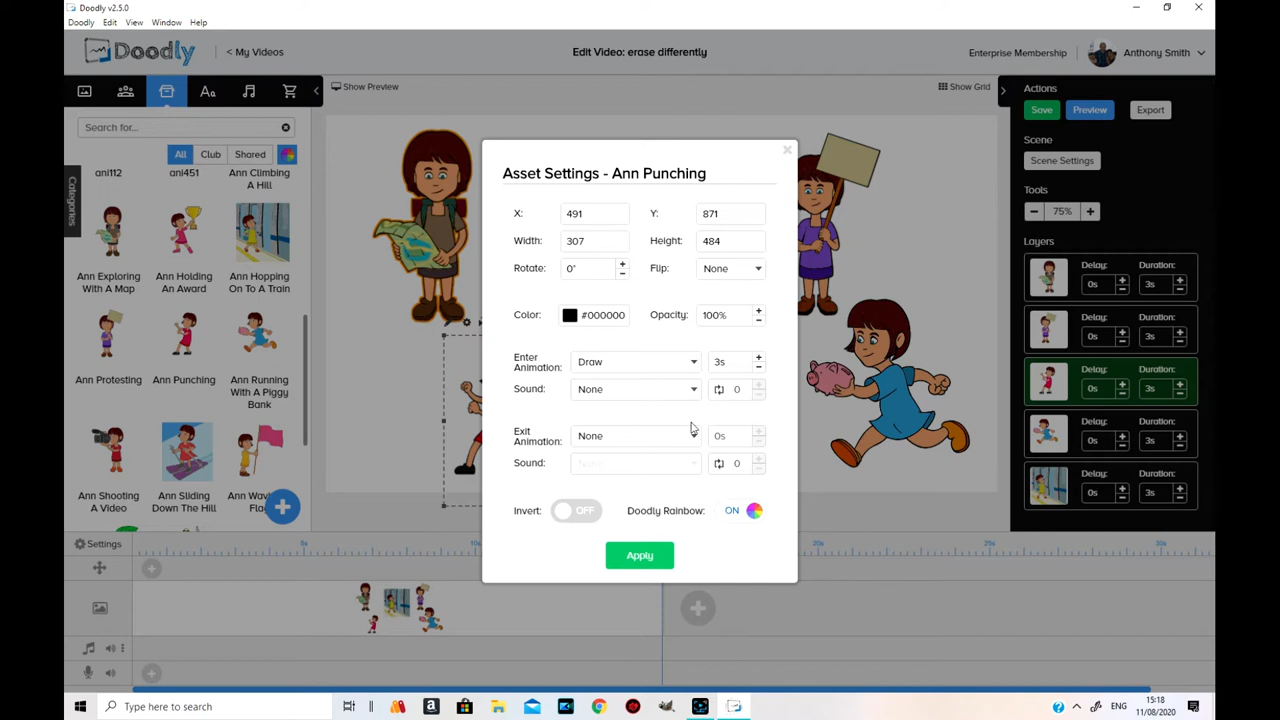 Doodly v2.5.0
Doodly Edit View Window Help
Doodly
< My Videos
Edit Video: erase differently
Enterprise Membership
Anthony Smith
Show Preview
Show Grid
Search for...
All Club Shared
Categories
ani112
ani451
Ann Climbing
A Hill
Ann Exploring
With A Map
Ann Holding
An Award
Ann Hopping
On To A Train
Ann Protesting
Ann Punching
Ann Running
With A Piggy
Bank
Ann Shooting
A Video
Ann Sliding
Down The Hill
Asset Settings - Ann Punching
X: 491 Y: 871
Width: 307 Height: 484
Rotate: 0° + - Flip: None
Color: #000000 Opacity: 100% + -
Enter
Animation: Draw 3s + -
Sound: None 0 + -
Exit
Animation: None 0s + -
Sound: 0 + -
Invert: OFF Doodly Rainbow: ON
Apply
Actions
Save Preview Export
Scene
Scene Settings
Tools
- 75% +
Layers
Delay: Duration:
0s + - 3s + -
Delay: Duration:
0s + - 3s + -
Delay: Duration:
0s + - 3s + -
Delay: Duration:
0s + - 3s + -
Delay: Duration:
0s + - 3s + -
Settings
5s 20s 25s 30s
Type here to search
ENG
15:18
11/08/2020